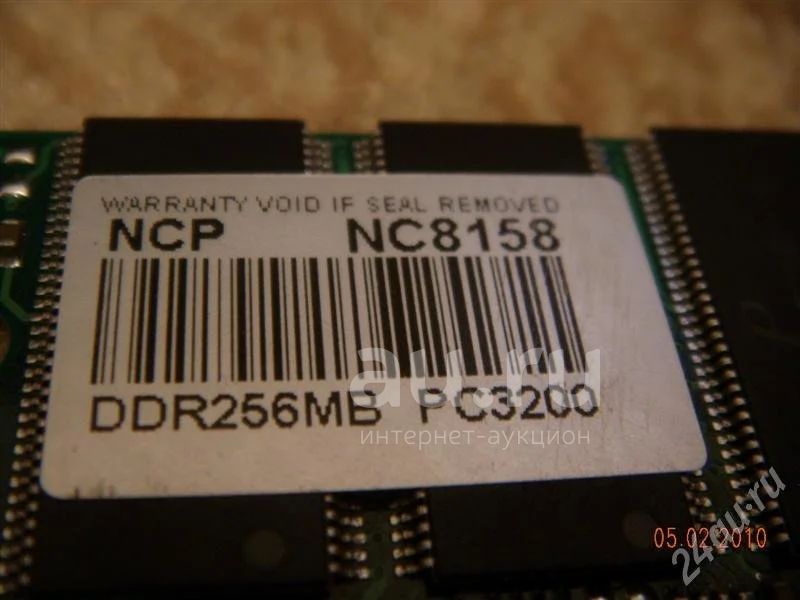 WARRANTY VOID IF SEAL REMOVED
NCP NC8158
au.ru
DDR256MB PC3200
интернет-аукцион
05.02.2010
24au.ru